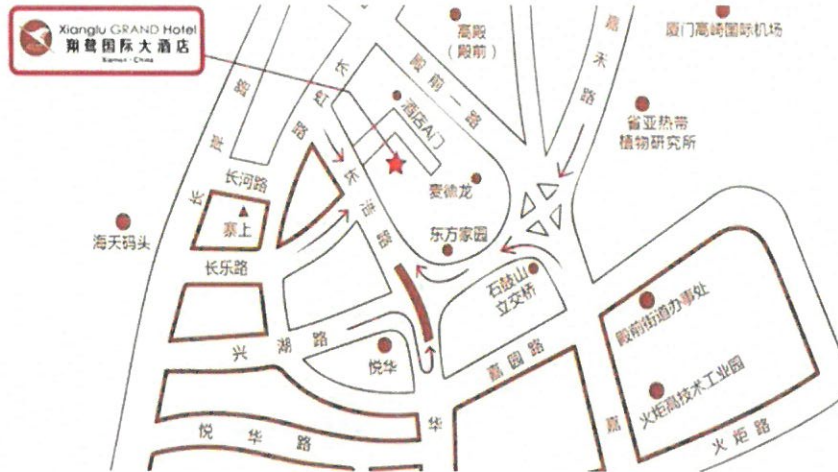 Xianglu GRAND Hotel
翔鹭国际大酒店
Xiamen · China
高殿
（殿前）
厦门高崎国际机场
嘉禾路
殿前一路
长岸路
酒店A门
省亚热带
植物研究所
长河路
寨上
麦德龙
海天码头
东方家园
长乐路
石鼓山
立交桥
殿前街道办事处
兴湖路
悦华
嘉园路
火炬高技术工业园
悦华路
华
嘉
火炬路